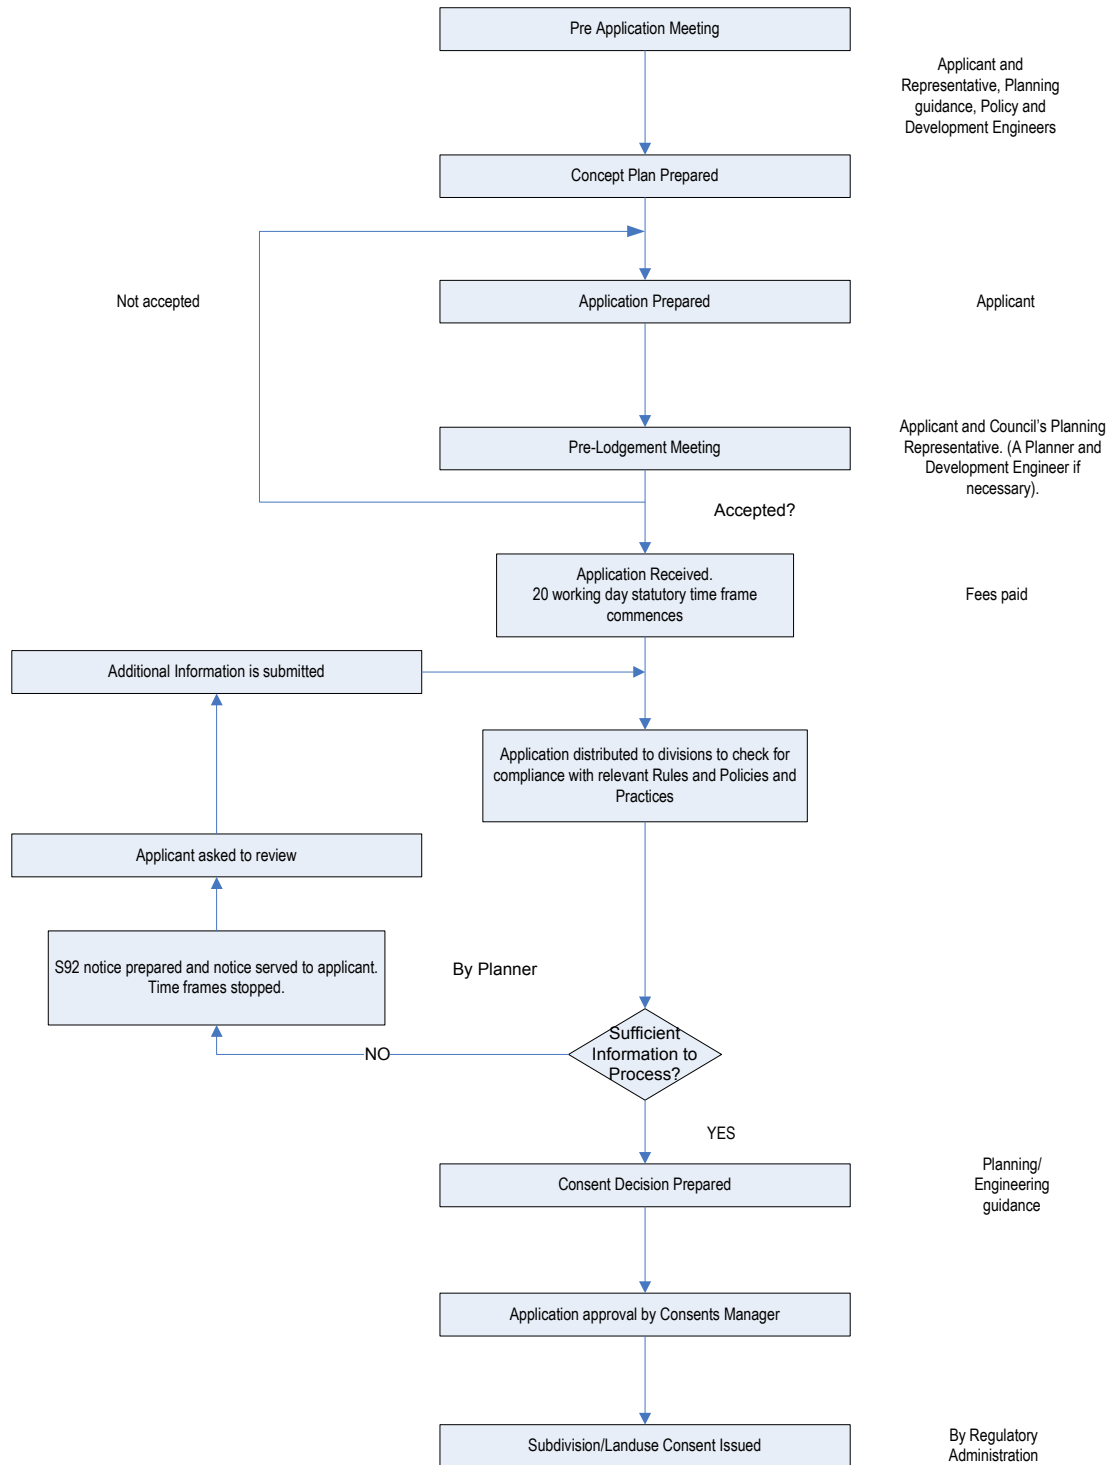 Pre Application Meeting
Applicant and
Representative, Planning
guidance, Policy and
Development Engineers
Concept Plan Prepared
Not accepted
Application Prepared
Applicant
Pre-Lodgement Meeting
Applicant and Council's Planning
Representative. (A Planner and
Development Engineer if
necessary).
Accepted?
Application Received.
20 working day statutory time frame
commences
Fees paid
Additional Information is submitted
Application distributed to divisions to check for
compliance with relevant Rules and Policies and
Practices
Applicant asked to review
S92 notice prepared and notice served to applicant.
Time frames stopped.
By Planner
Sufficient
Information to
Process?
NO
YES
Consent Decision Prepared
Planning/
Engineering
guidance
Application approval by Consents Manager
Subdivision/Landuse Consent Issued
By Regulatory
Administration